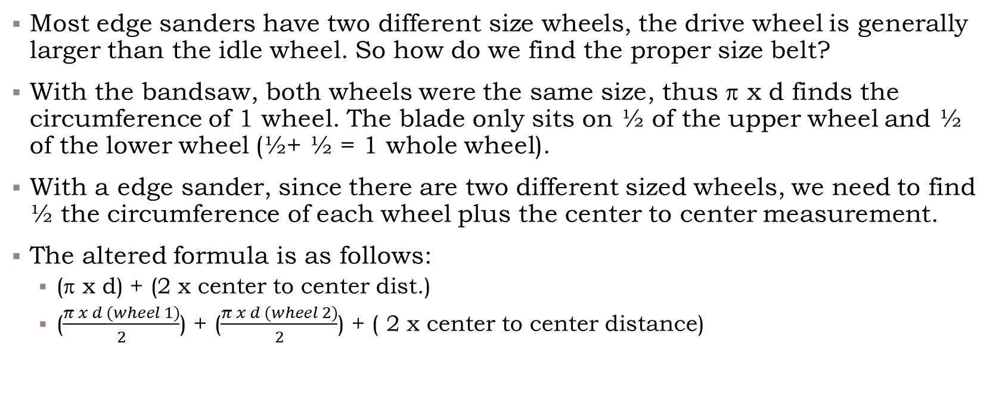 ▪ Most edge sanders have two different size wheels, the drive wheel is generally
larger than the idle wheel. So how do we find the proper size belt?
▪ With the bandsaw, both wheels were the same size, thus π x d finds the
circumference of 1 wheel. The blade only sits on ½ of the upper wheel and ½
of the lower wheel (½+ ½ = 1 whole wheel).
▪ With a edge sander, since there are two different sized wheels, we need to find
½ the circumference of each wheel plus the center to center measurement.
▪ The altered formula is as follows:
▪ (π x d) + (2 x center to center dist.)
▪ (π x d (wheel 1)/2) + (π x d (wheel 2)/2) + ( 2 x center to center distance)